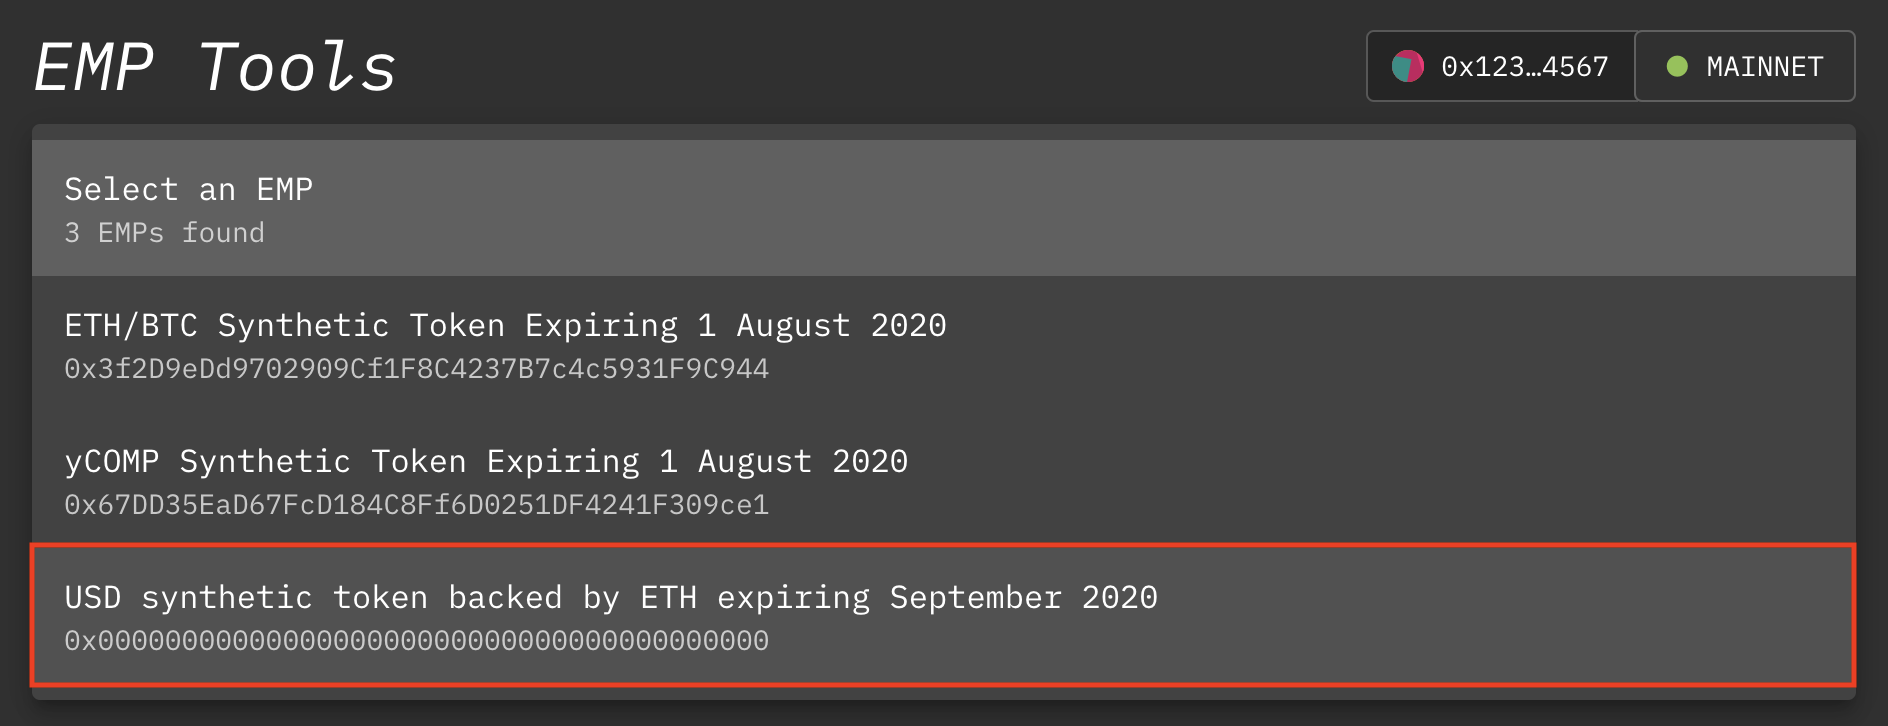 EMP Tools
0x123…4567
MAINNET
Select an EMP
3 EMPs found
ETH/BTC Synthetic Token Expiring 1 August 2020
0x3f2D9eDd9702909Cf1F8C4237B7c4c5931F9C944
yCOMP Synthetic Token Expiring 1 August 2020
0x67DD35EaD67FcD184C8Ff6D0251DF4241F309ce1
USD synthetic token backed by ETH expiring September 2020
0x0000000000000000000000000000000000000000